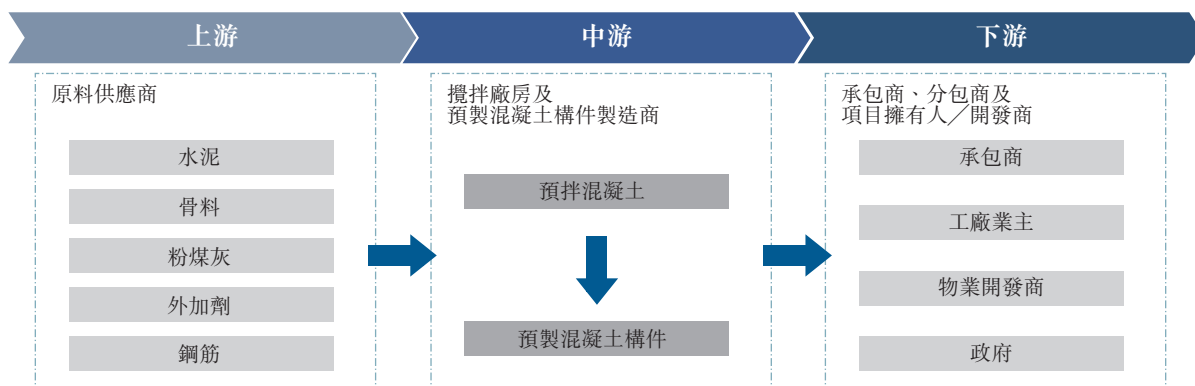 上游
中游
下游
原料供應商
水泥
骨料
粉煤灰
外加劑
鋼筋
攪拌廠房及
預製混凝土構件製造商
預拌混凝土
預製混凝土構件
承包商、分包商及
項目擁有人／開發商
承包商
工廠業主
物業開發商
政府